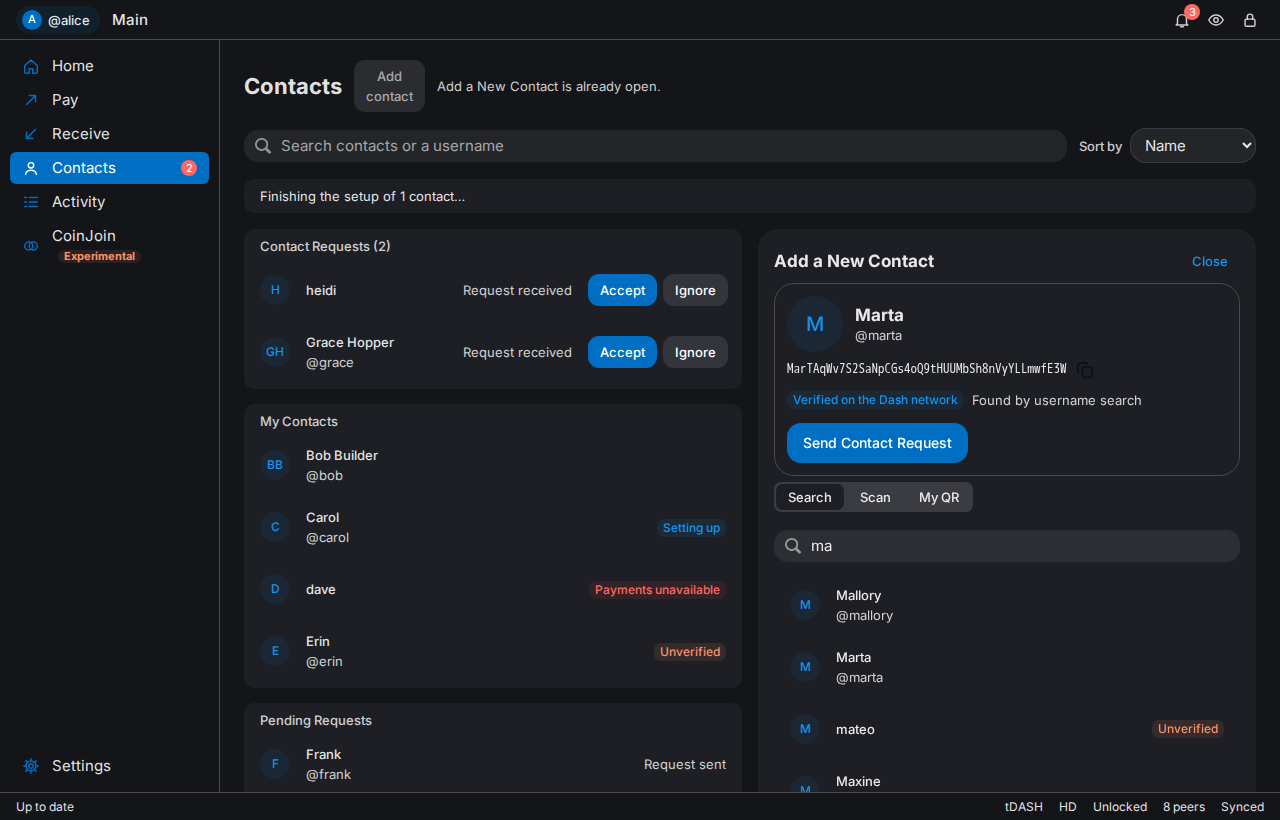 A @alice Main 3
Home
Pay
Receive
Contacts 2
Activity
CoinJoin
Experimental
Settings
Contacts
Add contact
Add a New Contact is already open.
Search contacts or a username
Sort by Name
Finishing the setup of 1 contact...
Contact Requests (2)
H heidi Request received Accept Ignore
GH Grace Hopper
@grace
Request received Accept Ignore
My Contacts
BB Bob Builder
@bob
C Carol
@carol
Setting up
D dave Payments unavailable
E Erin
@erin
Unverified
Pending Requests
F Frank
@frank
Request sent
Add a New Contact Close
M Marta
@marta
MarTAqWv7S2SaNpCGs4oQ9tHUUMbSh8nVyYLLmwfE3W
Verified on the Dash network Found by username search
Send Contact Request
Search Scan My QR
ma
M Mallory
@mallory
M Marta
@marta
M mateo Unverified
M Maxine
Up to date tDASH HD Unlocked 8 peers Synced